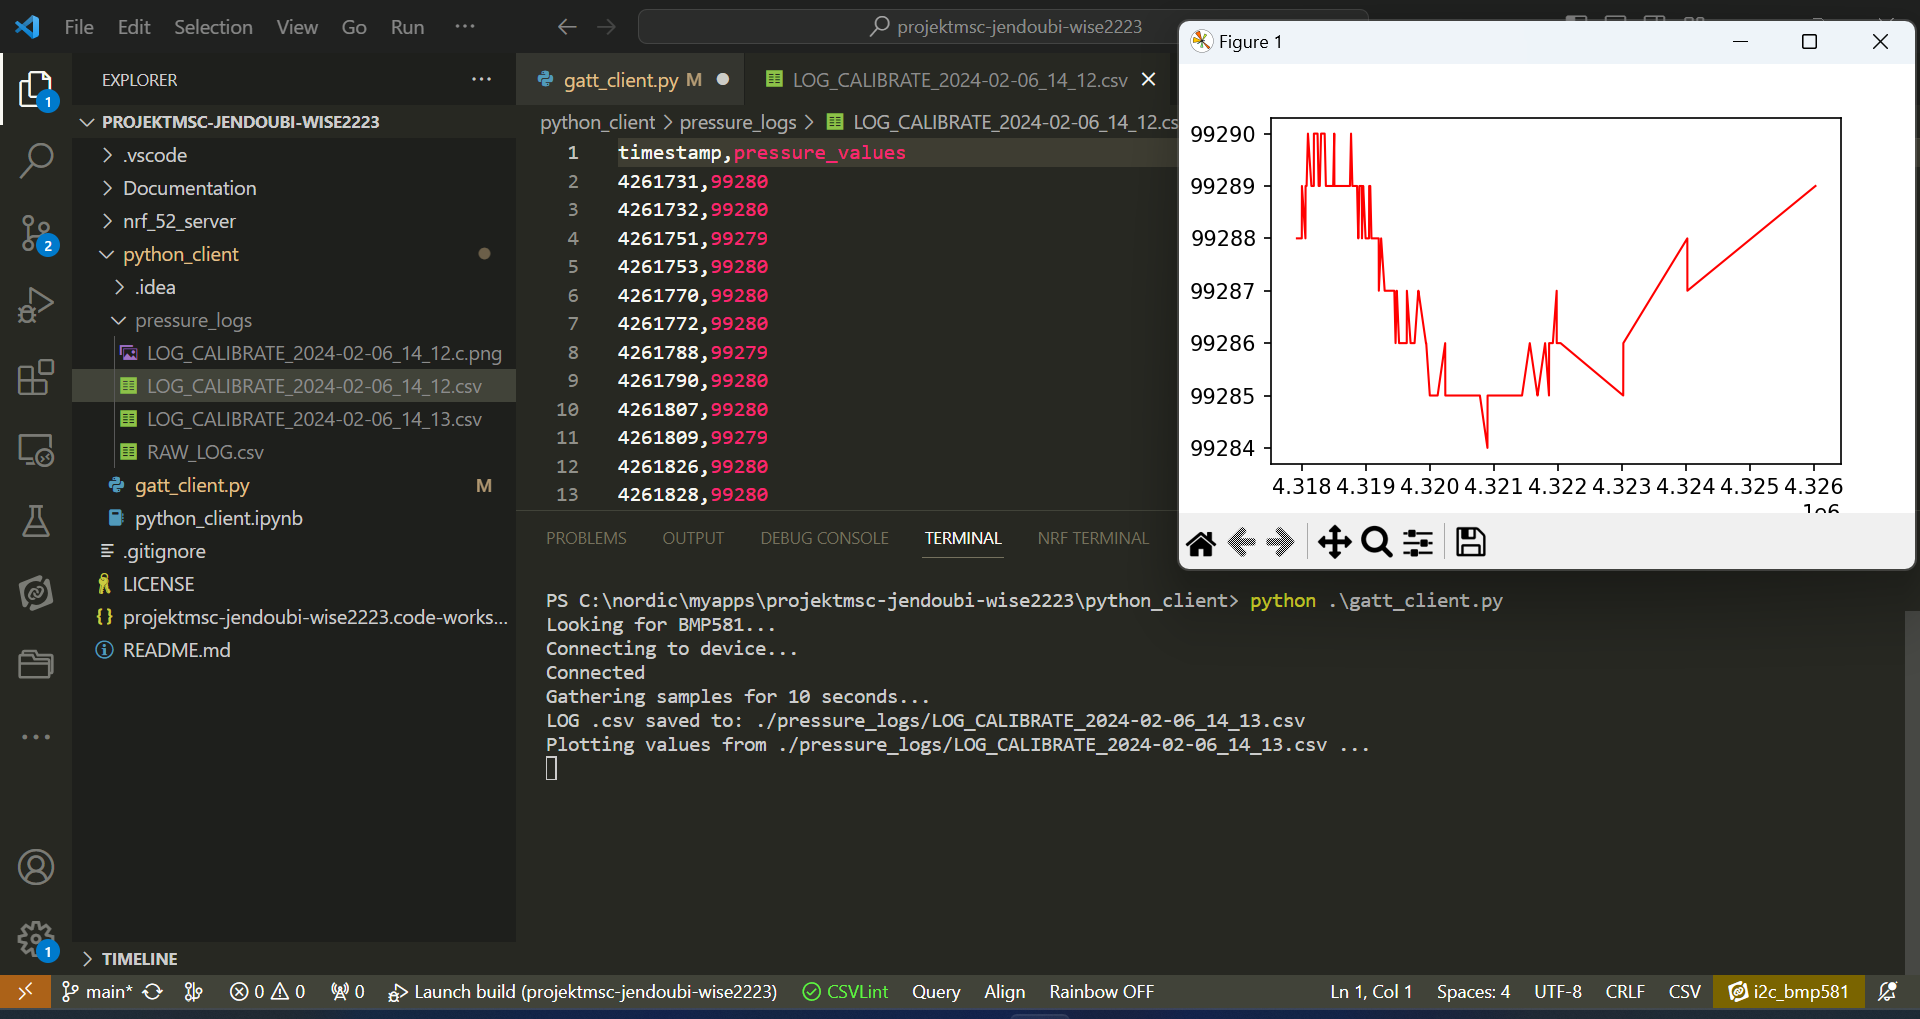 File Edit Selection View Go Run ···
projektmsc-jendoubi-wise2223
Figure 1
EXPLORER
PROJEKTMSC-JENDOUBI-WISE2223
.vscode
Documentation
nrf_52_server
python_client
.idea
pressure_logs
LOG_CALIBRATE_2024-02-06_14_12.c.png
LOG_CALIBRATE_2024-02-06_14_12.csv
LOG_CALIBRATE_2024-02-06_14_13.csv
RAW_LOG.csv
gatt_client.py M
python_client.ipynb
.gitignore
LICENSE
projektmsc-jendoubi-wise2223.code-works...
README.md
TIMELINE
1
2
1
gatt_client.py M
LOG_CALIBRATE_2024-02-06_14_12.csv
python_client > pressure_logs > LOG_CALIBRATE_2024-02-06_14_12.cs
1 timestamp,pressure_values
2 4261731,99280
3 4261732,99280
4 4261751,99279
5 4261753,99280
6 4261770,99280
7 4261772,99280
8 4261788,99279
9 4261790,99280
10 4261807,99280
11 4261809,99279
12 4261826,99280
13 4261828,99280
99290
99289
99288
99287
99286
99285
99284
4.318 4.319 4.320 4.321 4.322 4.323 4.324 4.325 4.326
1e6
PROBLEMS OUTPUT DEBUG CONSOLE TERMINAL NRF TERMINAL
PS C:\nordic\myapps\projektmsc-jendoubi-wise2223\python_client> python .\gatt_client.py
Looking for BMP581...
Connecting to device...
Connected
Gathering samples for 10 seconds...
LOG .csv saved to: ./pressure_logs/LOG_CALIBRATE_2024-02-06_14_13.csv
Plotting values from ./pressure_logs/LOG_CALIBRATE_2024-02-06_14_13.csv ...
main* 0 0 0 Launch build (projektmsc-jendoubi-wise2223) CSVLint Query Align Rainbow OFF Ln 1, Col 1 Spaces: 4 UTF-8 CRLF CSV i2c_bmp581